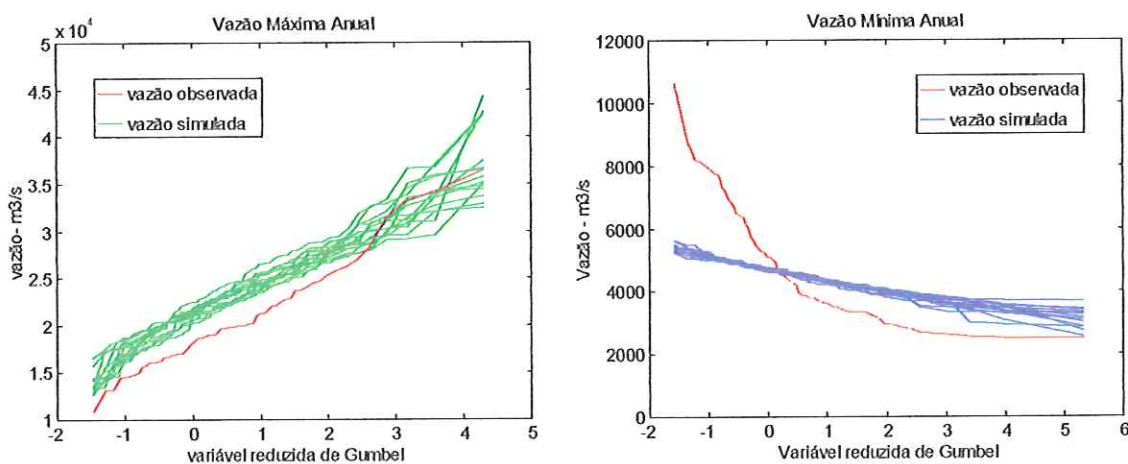 Vazão Máxima Anual
x 10⁴
5
4.5
4
3.5
3
2.5
2
1.5
1
vazão- m3/s
vazão observada
vazão simulada
-2 -1 0 1 2 3 4 5
variável reduzida de Gumbel
Vazão Mínima Anual
12000
10000
8000
6000
4000
2000
0
Vazão - m3/s
vazão observada
vazão simulada
-2 -1 0 1 2 3 4 5 6
Variável reduzida de Gumbel